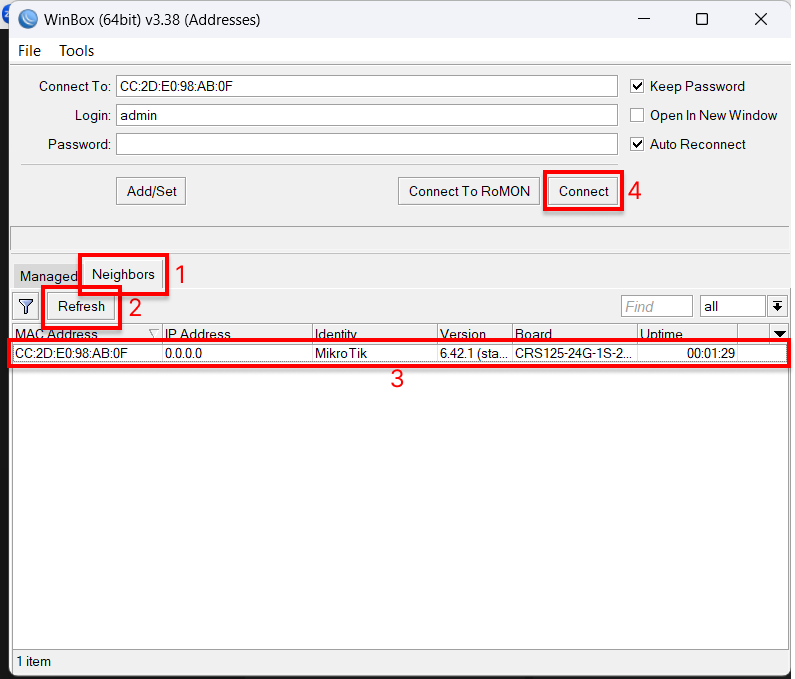 WinBox (64bit) v3.38 (Addresses)
File Tools
Connect To: CC:2D:E0:98:AB:0F
Keep Password
Login: admin
Open In New Window
Password:
Auto Reconnect
Add/Set
Connect To RoMON
Connect
4
Managed
Neighbors
1
Refresh
2
Find
all
MAC Address IP Address Identity Version Board Uptime
CC:2D:E0:98:AB:0F 0.0.0.0 MikroTik 6.42.1 (sta... CRS125-24G-1S-2... 00:01:29
3
1 item